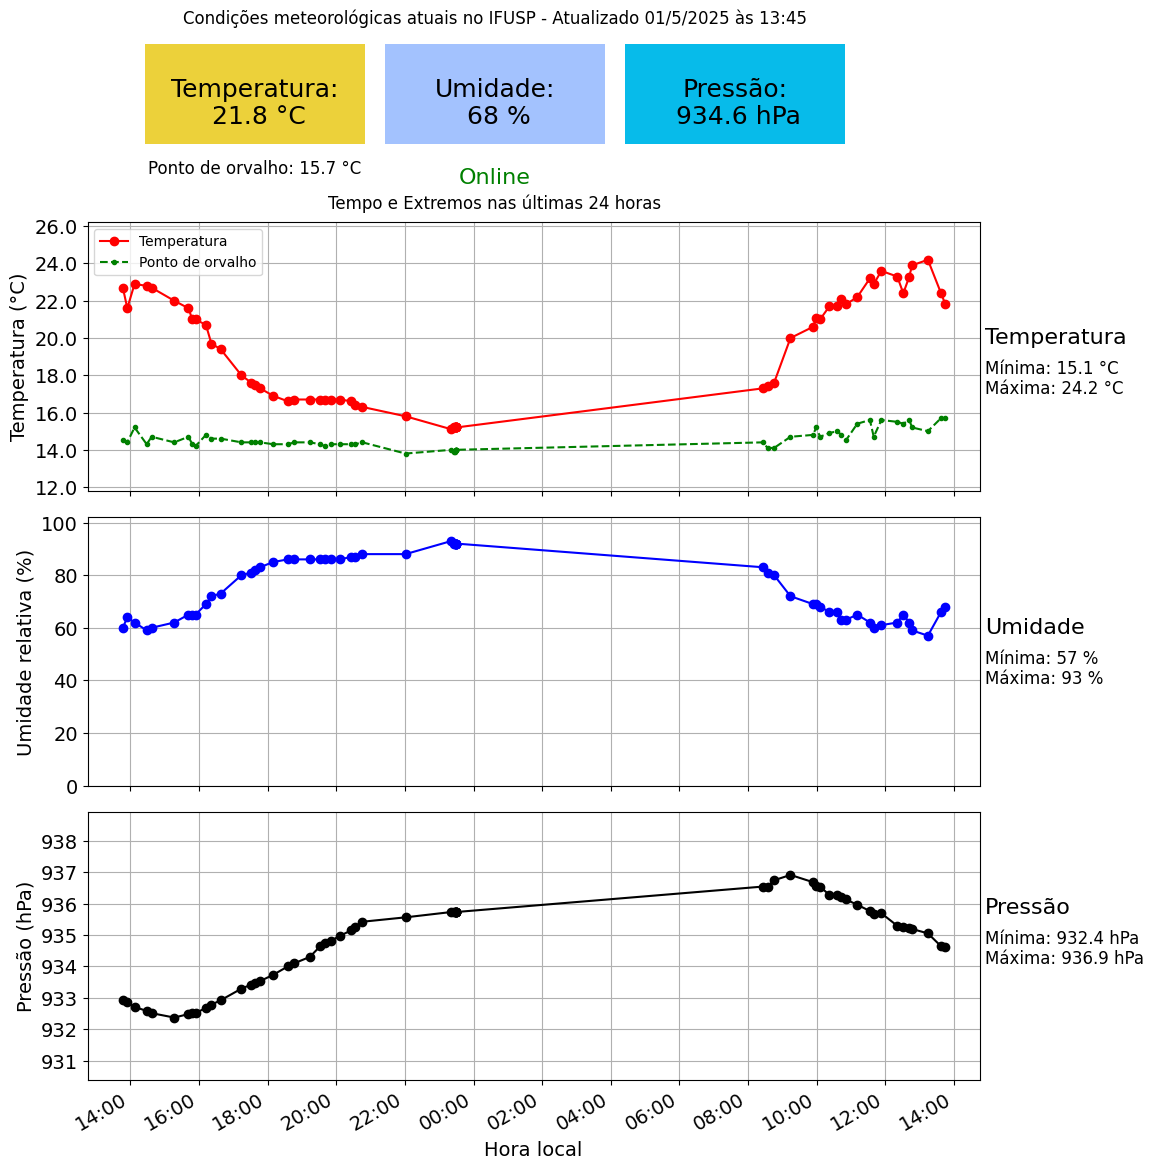 Condições meteorológicas atuais no IFUSP - Atualizado 01/5/2025 às 13:45
Temperatura:
21.8 °C
Umidade:
68 %
Pressão:
934.6 hPa
Ponto de orvalho: 15.7 °C
Online
Tempo e Extremos nas últimas 24 horas
Temperatura (°C)
26.0
24.0
22.0
20.0
18.0
16.0
14.0
12.0
Temperatura
Ponto de orvalho
Temperatura
Mínima: 15.1 °C
Máxima: 24.2 °C
Umidade relativa (%)
100
80
60
40
20
0
Umidade
Mínima: 57 %
Máxima: 93 %
Pressão (hPa)
938
937
936
935
934
933
932
931
Pressão
Mínima: 932.4 hPa
Máxima: 936.9 hPa
14:00 16:00 18:00 20:00 22:00 00:00 02:00 04:00 06:00 08:00 10:00 12:00 14:00
Hora local